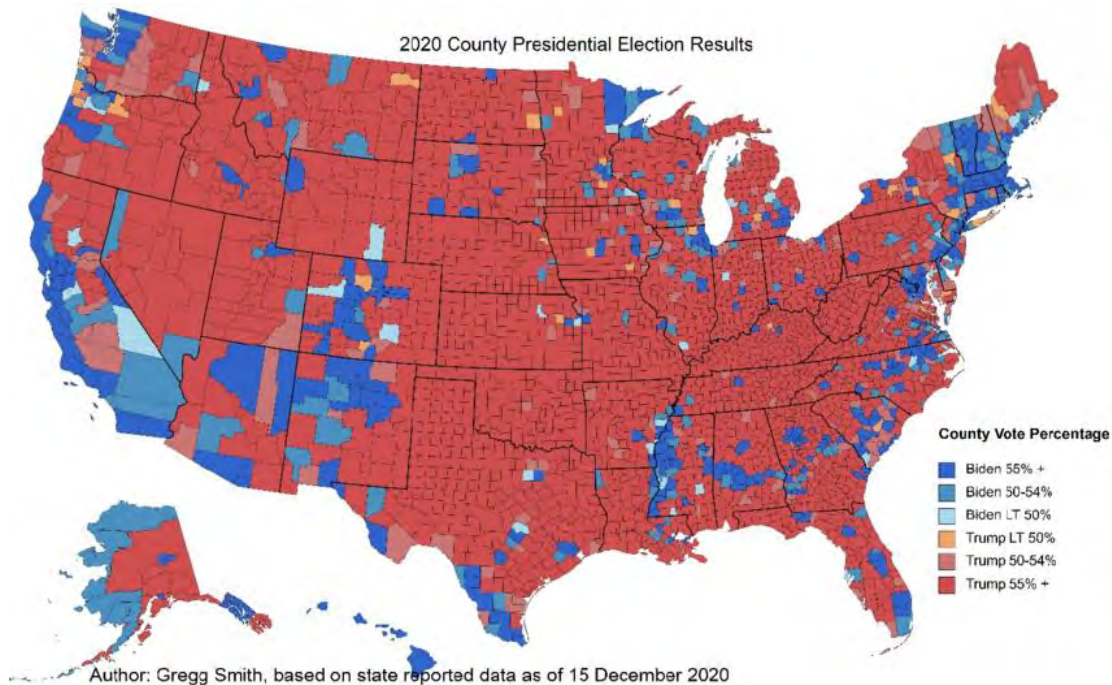 2020 County Presidential Election Results
County Vote Percentage
Biden 55% +
Biden 50-54%
Biden LT 50%
Trump LT 50%
Trump 50-54%
Trump 55% +
Author: Gregg Smith, based on state reported data as of 15 December 2020